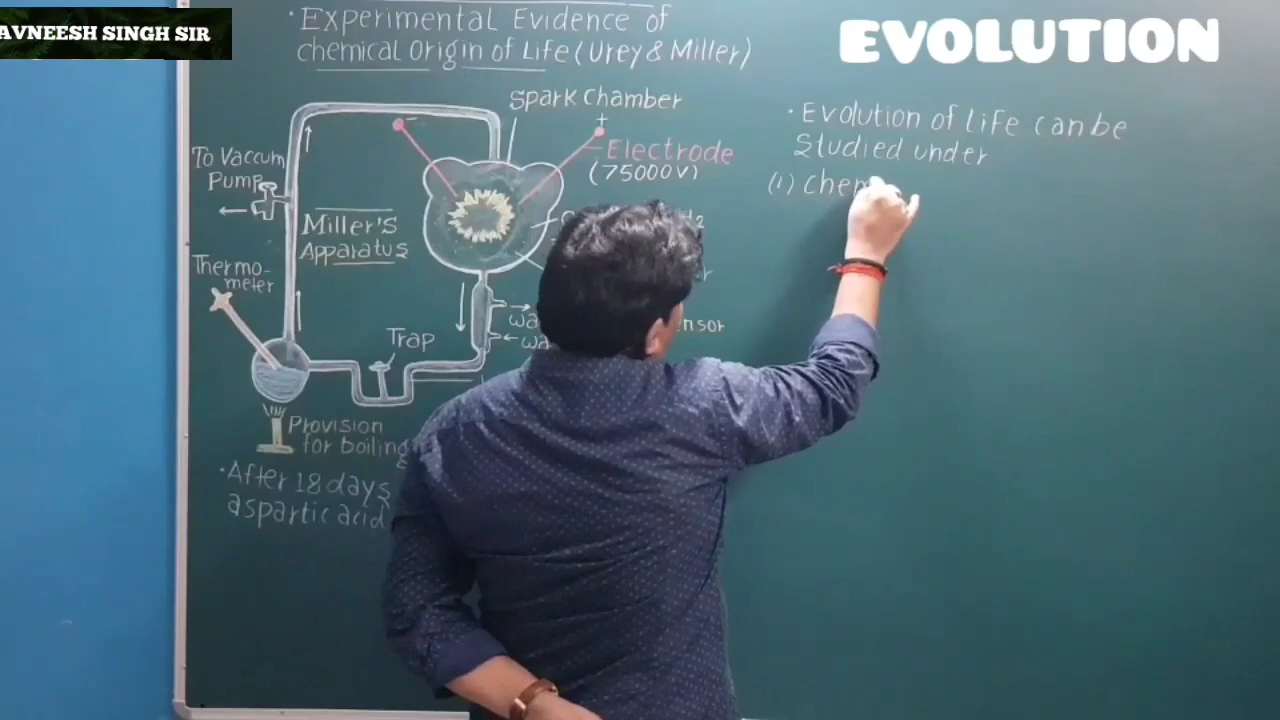 AVNEESH SINGH SIR
EVOLUTION
· Experimental Evidence of
chemical Origin of Life (Urey & Miller)
Spark Chamber
- +
Electrode
(75000V)
To Vaccum
Pump
Miller's
Apparatus
Thermo-
meter
Trap
Provision
for boiling
· After 18 days
aspartic acid
· Evolution of Life can be
Studied under
(1) Chem